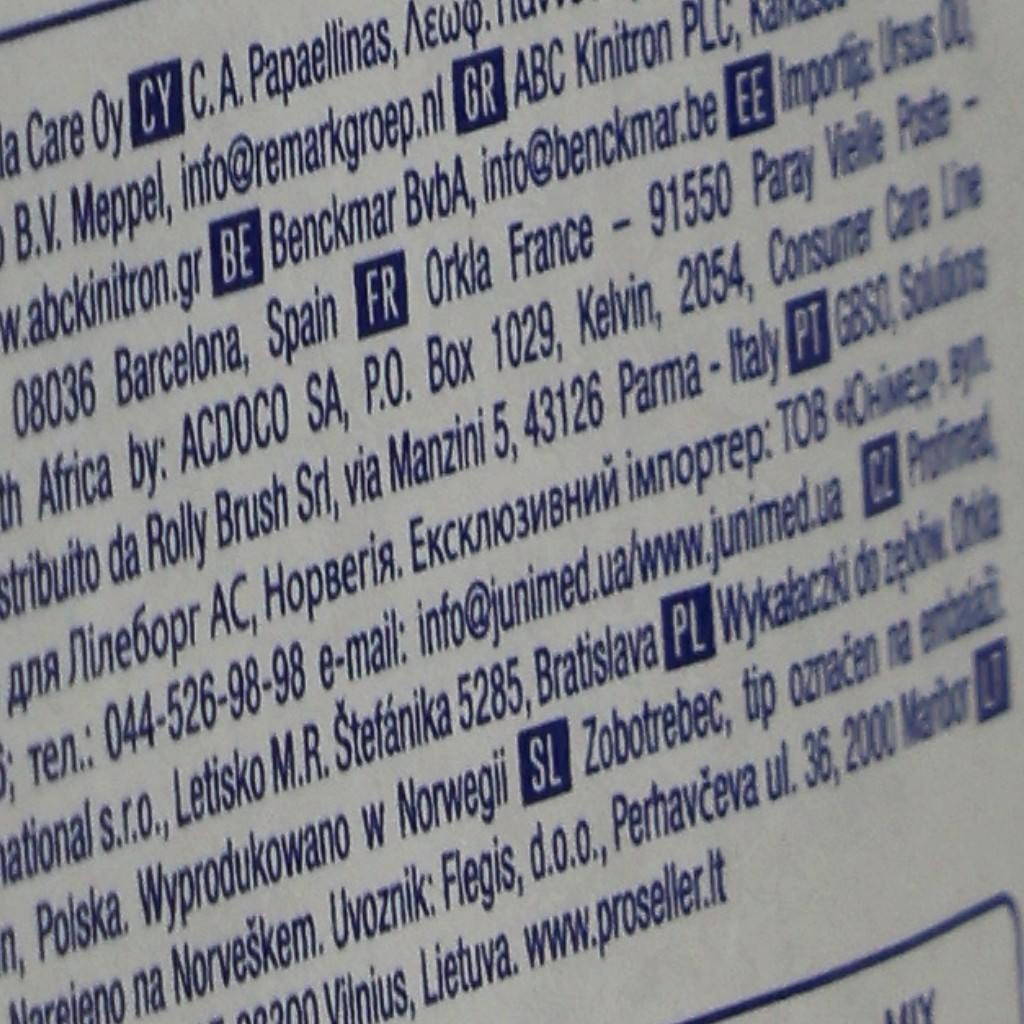 la Care Oy CY C. A. Papaellinas, Λεωφ.
B.V. Meppel, info@remarkgroep.nl GR ABC Kinitron PLC,
w.abckinitron.gr BE Benckmar BvbA, info@benckmar.be EE Importija: Ursus OÜ,
08036 Barcelona, Spain FR Orkla France – 91550 Paray Vieille Poste –
th Africa by: ACDOCO SA, P.O. Box 1029, Kelvin, 2054, Consumer Care Line
stribuito da Rolly Brush Srl, via Manzini 5, 43126 Parma - Italy PT GBSO, Solutions
для Лілеборг АС, Норвегія. Ексклюзивний імпортер: ТОВ «Юнімед», вул.
тел.: 044-526-98-98 e-mail: info@junimed.ua/www.junimed.ua CZ Profimed,
national s.r.o., Letisko M.R. Štefánika 5285, Bratislava PL Wykałaczki do zębów. Orkla
n, Polska. Wyprodukowano w Norwegii SL Zobotrebec, tip označen na embalaži.
Narejeno na Norveškem. Uvoznik: Flegis, d.o.o., Perhavčeva ul. 36, 2000 Maribor LT
Vilnius, Lietuva. www.proseller.lt
MIX